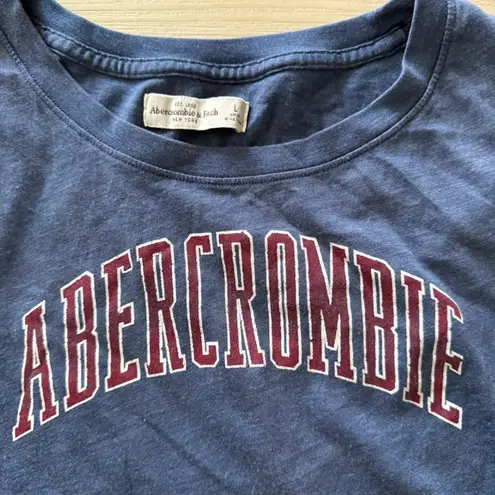 EST. 1892
Abercrombie & Fitch
NEW YORK
L
ABERCROMBIE